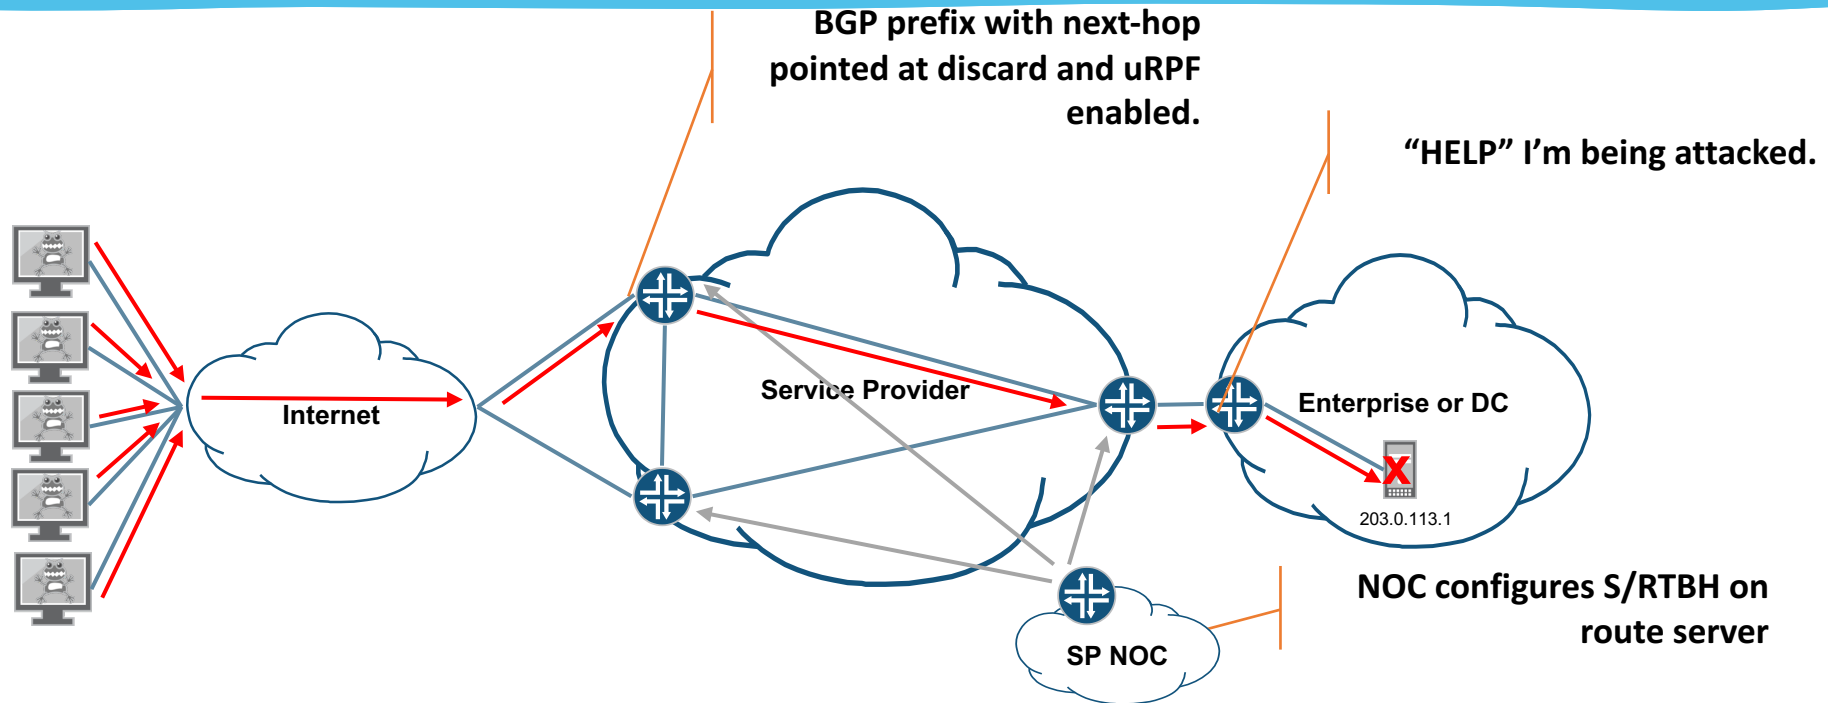 BGP prefix with next-hop
pointed at discard and uRPF
enabled.
“HELP” I’m being attacked.
Service Provider
Internet
Enterprise or DC
X
203.0.113.1
NOC configures S/RTBH on
route server
SP NOC